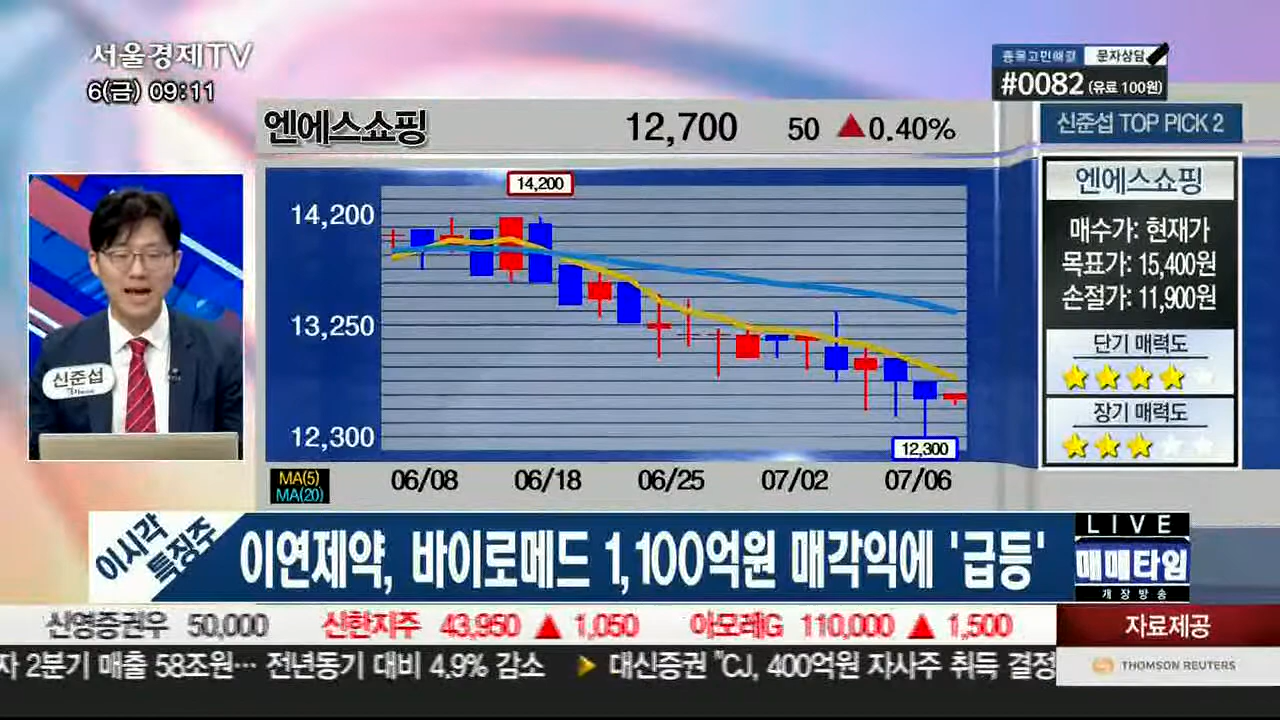 서울경제TV
6(금) 09:11
종목고민해결 문자상담
#0082 (유료 100원)
엔에스쇼핑 12,700 50 ▲0.40%
신준섭 TOP PICK 2
엔에스쇼핑
매수가: 현재가
목표가: 15,400원
손절가: 11,900원
단기 매력도
장기 매력도
14,200
14,200
13,250
12,300
12,300
06/08 06/18 06/25 07/02 07/06
MA(5)
MA(20)
신준섭
이시각
특징주
이연제약, 바이로메드 1,100억원 매각익에 '급등'
LIVE
매매타임
개장방송
신영증권우 50,000 신한지주 43,950 ▲ 1,050 아모레G 110,000 ▲ 1,500
자료제공
자 2분기 매출 58조원… 전년동기 대비 4.9% 감소 대신증권 "CJ, 400억원 자사주 취득 결정
THOMSON REUTERS